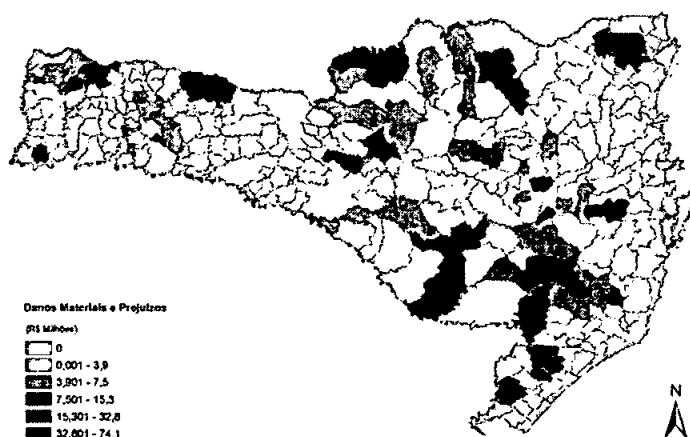 Danos Materiais e Prejuízos
(R$ Milhões)
0
0,001 - 3,9
3,901 - 7,5
7,501 - 15,3
15,301 - 32,8
32,801 - 74,1
N